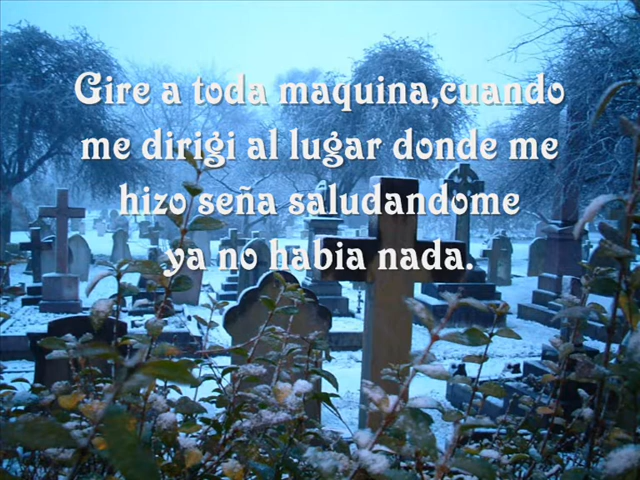 Gire a toda maquina,cuando
me dirigi al lugar donde me
hizo seña saludandome
ya no habia nada.